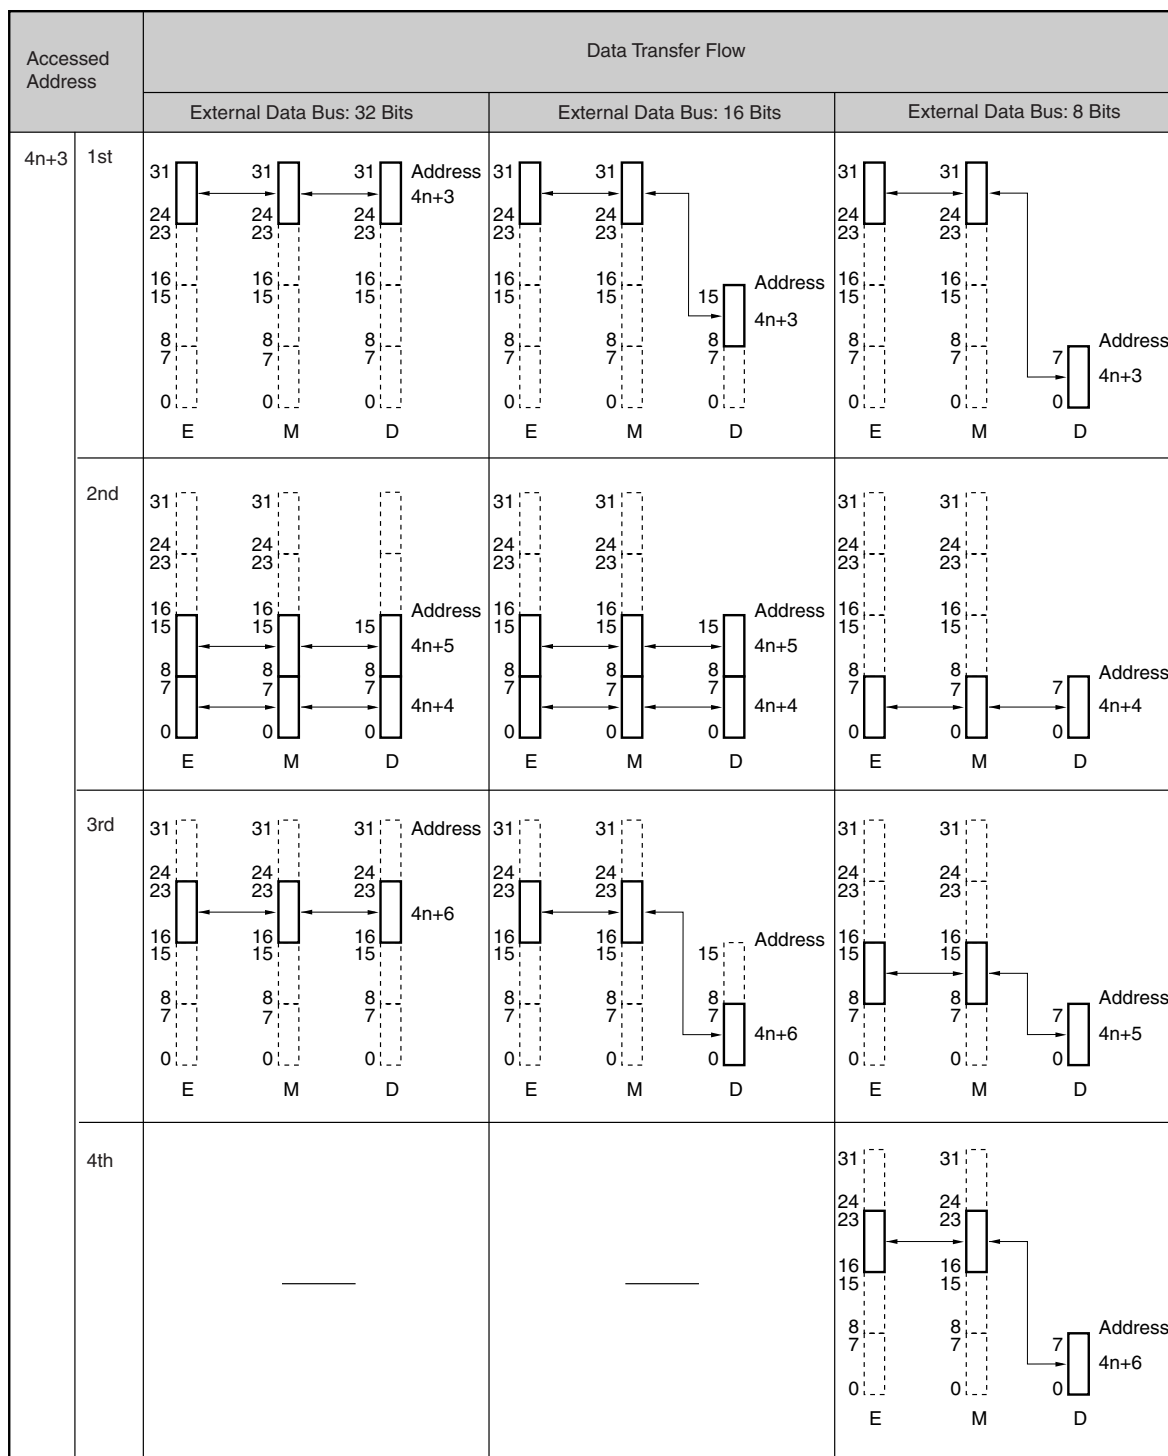 Accessed
Address
Data Transfer Flow
External Data Bus: 32 Bits
External Data Bus: 16 Bits
External Data Bus: 8 Bits
4n+3
1st
31 31 31 Address
4n+3
24 24 24
23 23 23
16 16 16
15 15 15
8 8 8
7 7 7
0 0 0
E M D
31 31
24 24
23 23
16 16 Address
15 15 15
4n+3
8 8 8
7 7 7
0 0 0
E M D
31 31
24 24
23 23
16 16
15 15
8 8 Address
7 7 7
4n+3
0 0 0
E M D
2nd
31 31
24 24
23 23
16 16 Address
15 15 15
4n+5
8 8 8
7 7 7
4n+4
0 0 0
E M D
31 31
24 24
23 23
16 16 Address
15 15 15
4n+5
8 8 8
7 7 7
4n+4
0 0 0
E M D
31 31
24 24
23 23
16 16
15 15
8 8 Address
7 7 7
4n+4
0 0 0
E M D
3rd
31 31 31 Address
24 24 24
23 23 23
4n+6
16 16 16
15 15 15
8 8 8
7 7 7
0 0 0
E M D
31 31
24 24
23 23
16 16 Address
15 15 15
8 8 8
7 7 7
4n+6
0 0 0
E M D
31 31
24 24
23 23
16 16
15 15
8 8 Address
7 7 7
4n+5
0 0 0
E M D
4th
31 31
24 24
23 23
16 16
15 15
8 8 Address
7 7 7
4n+6
0 0 0
E M D